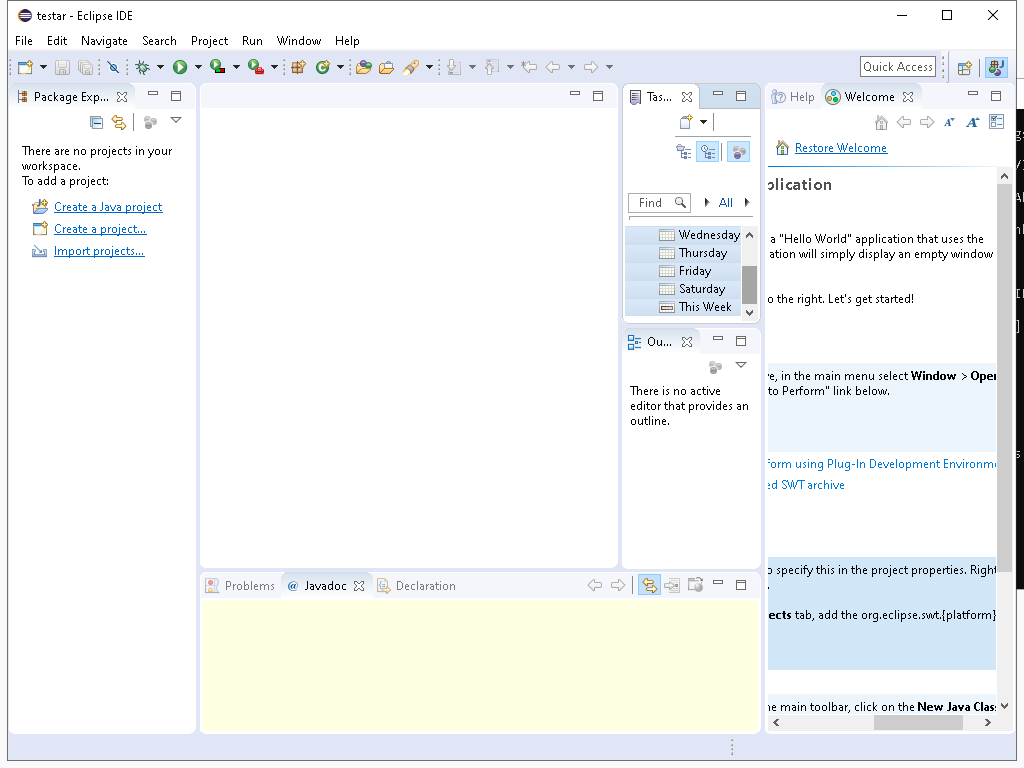 testar - Eclipse IDE
File Edit Navigate Search Project Run Window Help
Quick Access
Package Exp...
There are no projects in your
workspace.
To add a project:
Create a Java project
Create a project...
Import projects...
Tas...
Find
All
Wednesday
Thursday
Friday
Saturday
This Week
Ou...
There is no active
editor that provides an
outline.
Help
Welcome
Restore Welcome
plication
a "Hello World" application that uses the
ation will simply display an empty window
o the right. Let's get started!
ve, in the main menu select Window > Open
to Perform" link below.
form using Plug-In Development Environme
ed SWT archive
o specify this in the project properties. Right
ects tab, add the org.eclipse.swt.{platform}
he main toolbar, click on the New Java Clas
Problems
@ Javadoc
Declaration